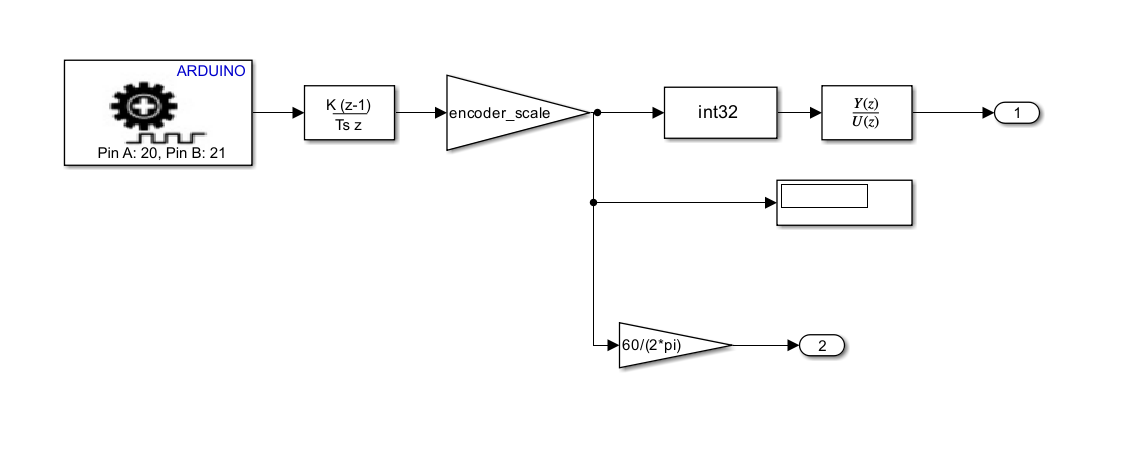 ARDUINO
Pin A: 20, Pin B: 21
K (z-1)
Ts z
encoder_scale
int32
Y(z)
U(z)
1
60/(2*pi)
2